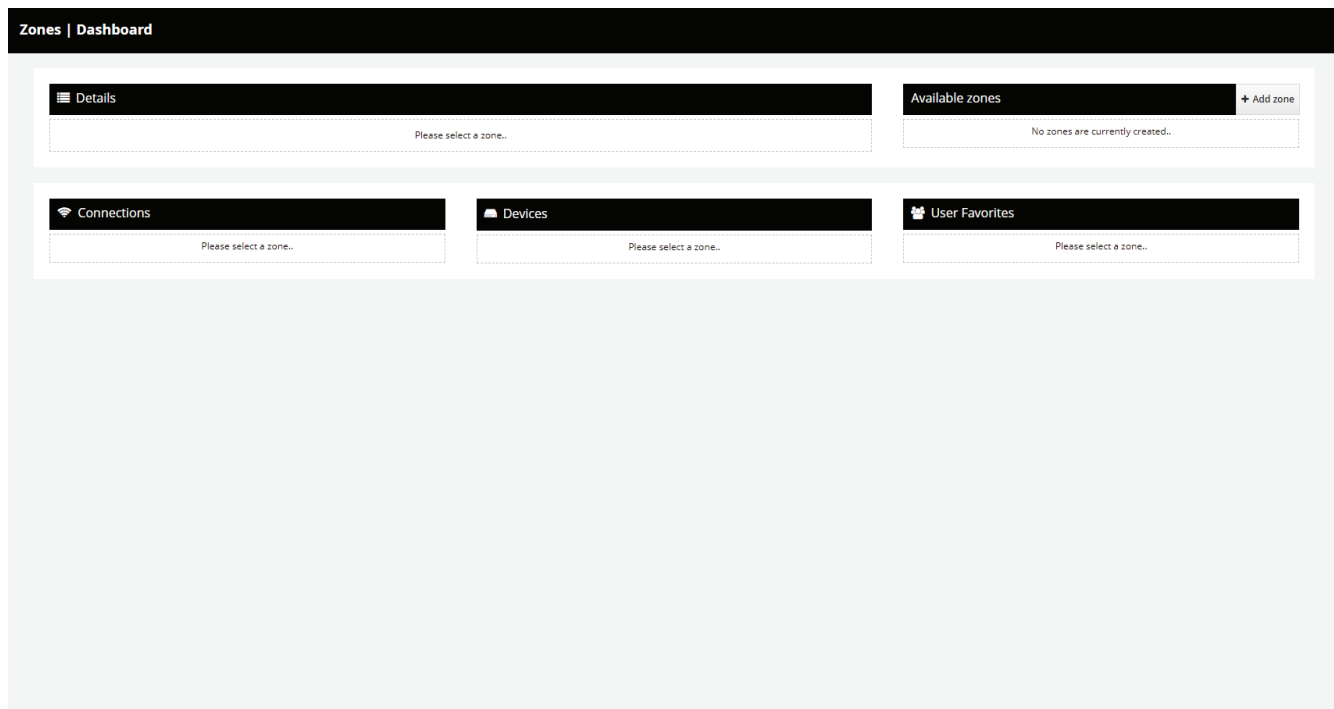 Zones | Dashboard
Details
Please select a zone..
Available zones
+ Add zone
No zones are currently created..
Connections
Please select a zone..
Devices
Please select a zone..
User Favorites
Please select a zone..